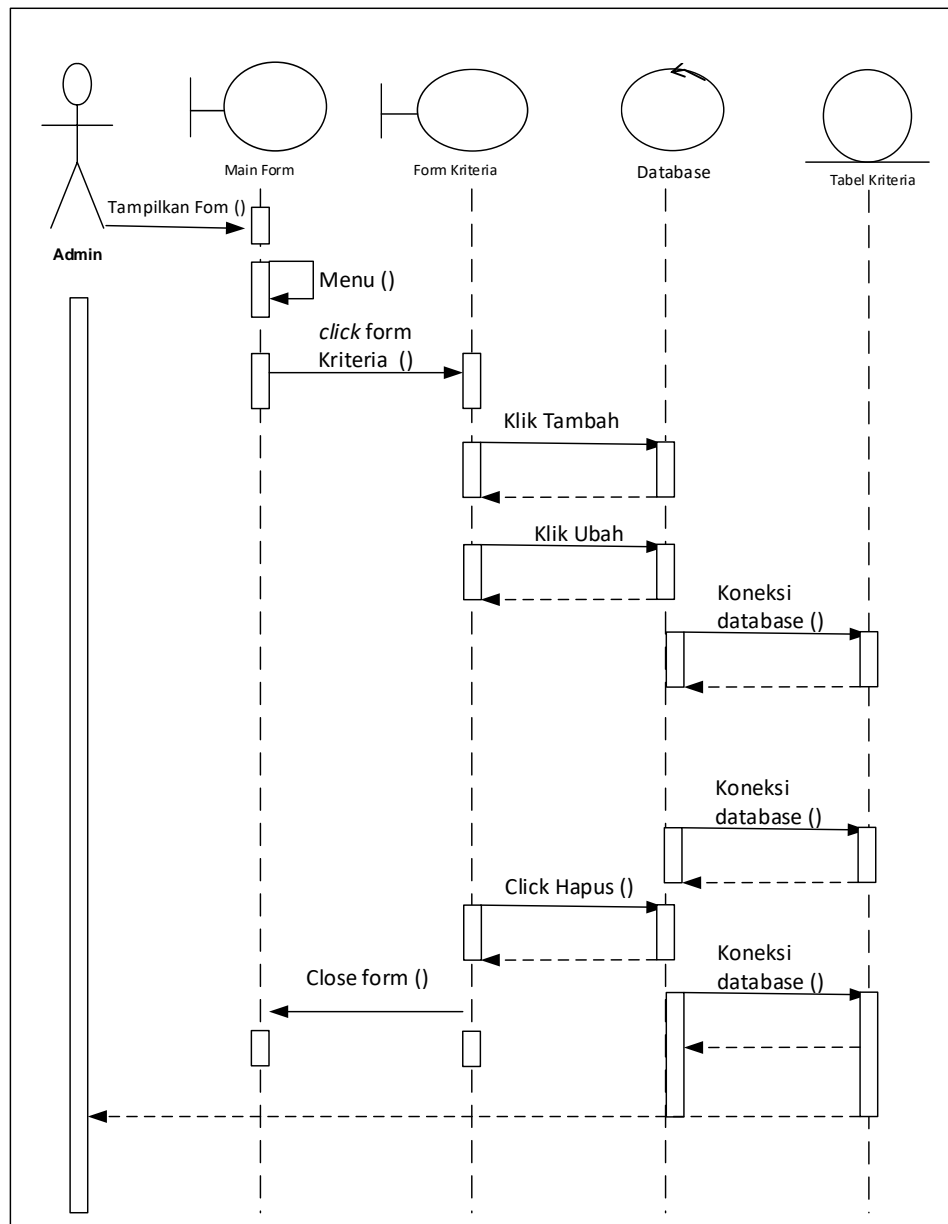 Main Form
Form Kriteria
Database
Tabel Kriteria
Tampilkan Fom ()
Admin
Menu ()
click form
Kriteria ()
Klik Tambah
Klik Ubah
Koneksi
database ()
Koneksi
database ()
Click Hapus ()
Koneksi
database ()
Close form ()